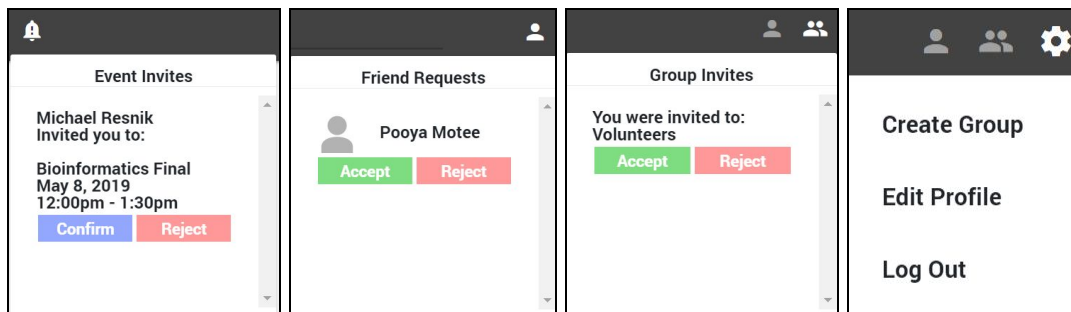 Event Invites
Michael Resnik
Invited you to:
Bioinformatics Final
May 8, 2019
12:00pm - 1:30pm
Confirm Reject
Friend Requests
Pooya Motee
Accept Reject
Group Invites
You were invited to:
Volunteers
Accept Reject
Create Group
Edit Profile
Log Out